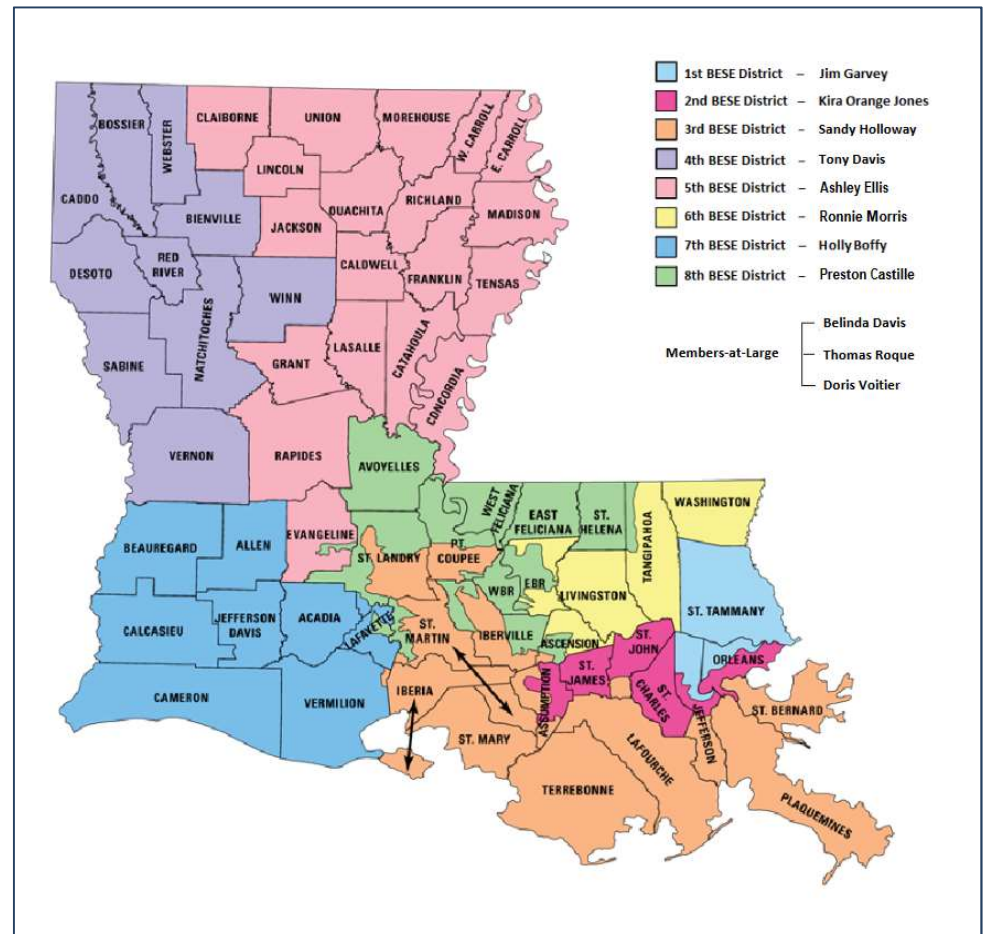 1st BESE District – Jim Garvey
2nd BESE District – Kira Orange Jones
3rd BESE District – Sandy Holloway
4th BESE District – Tony Davis
5th BESE District – Ashley Ellis
6th BESE District – Ronnie Morris
7th BESE District – Holly Boffy
8th BESE District – Preston Castille
Members-at-Large
Belinda Davis
Thomas Roque
Doris Voitier
CADDO
BOSSIER
WEBSTER
CLAIBORNE
UNION
MOREHOUSE
W. CARROLL
E. CARROLL
LINCOLN
BIENVILLE
JACKSON
OUACHITA
RICHLAND
MADISON
DESOTO
RED
RIVER
WINN
CALDWELL
FRANKLIN
TENSAS
NATCHITOCHES
SABINE
GRANT
LASALLE
CATAHOULA
CONCORDIA
VERNON
RAPIDES
AVOYELLES
WEST
FELICIANA
EAST
FELICIANA
ST.
HELENA
TANGIPAHOA
WASHINGTON
BEAUREGARD
ALLEN
EVANGELINE
ST. LANDRY
PT.
COUPEE
WBR
EBR
LIVINGSTON
ST. TAMMANY
CALCASIEU
JEFFERSON
DAVIS
ACADIA
LAFAYETTE
ST.
MARTIN
IBERVILLE
ASCENSION
ST.
JOHN
ORLEANS
CAMERON
VERMILION
IBERIA
ST. MARY
ASSUMPTION
ST.
JAMES
ST.
CHARLES
JEFFERSON
ST. BERNARD
TERREBONNE
LAFOURCHE
PLAQUEMINES